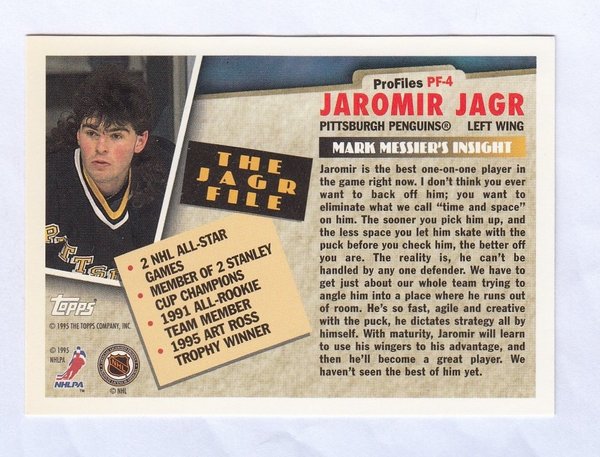 ProFiles PF-4
JAROMIR JAGR
PITTSBURGH PENGUINS® LEFT WING
MARK MESSIER'S INSIGHT
Jaromir is the best one-on-one player in
the game right now. I don't think you ever
want to back off him; you want to
eliminate what we call "time and space"
on him. The sooner you pick him up, and
the less space you let him skate with the
puck before you check him, the better off
you are. The reality is, he can't be
handled by any one defender. We have to
get just about our whole team trying to
angle him into a place where he runs out
of room. He's so fast, agile and creative
with the puck, he dictates strategy all by
himself. With maturity, Jaromir will learn
to use his wingers to his advantage, and
then he'll become a great player. We
haven't seen the best of him yet.
THE
JAGR
FILE
• 2 NHL ALL-STAR
GAMES
• MEMBER OF 2 STANLEY
CUP CHAMPIONS
• 1991 ALL-ROOKIE
TEAM MEMBER
• 1995 ART ROSS
TROPHY WINNER
PITTS
Topps
© 1995 THE TOPPS COMPANY, INC.
© 1995
NHLPA
NHLPA
™
NHL
© NHL